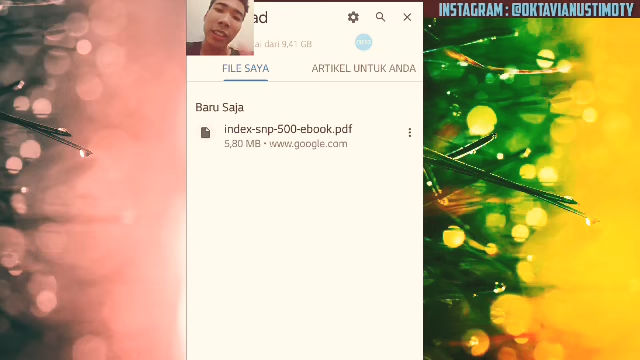 INSTAGRAM : @OKTAVIANUSTIMOTY
ad
ai dari 9,41 GB
FILE SAYA
ARTIKEL UNTUK ANDA
Baru Saja
index-snp-500-ebook.pdf
5,80 MB • www.google.com